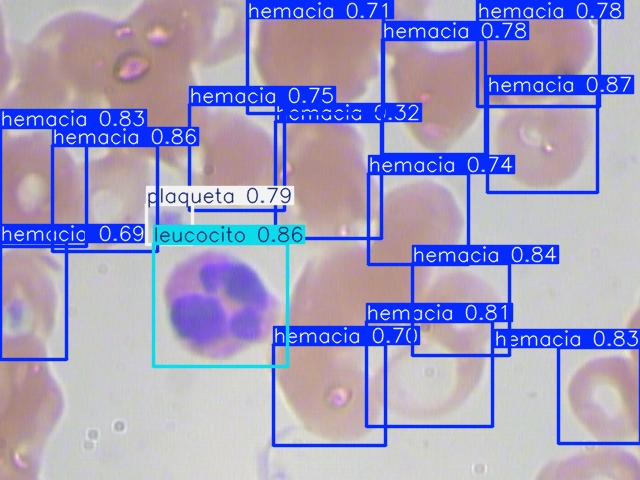 hemacia 0.71
hemacia 0.78
hemacia 0.78
hemacia 0.87
hemacia 0.75
hemacia 0.32
hemacia 0.83
hemacia 0.86
hemacia 0.74
plaqueta 0.79
hemacia 0.69
leucocito 0.86
hemacia 0.84
hemacia 0.81
hemacia 0.70
hemacia 0.83